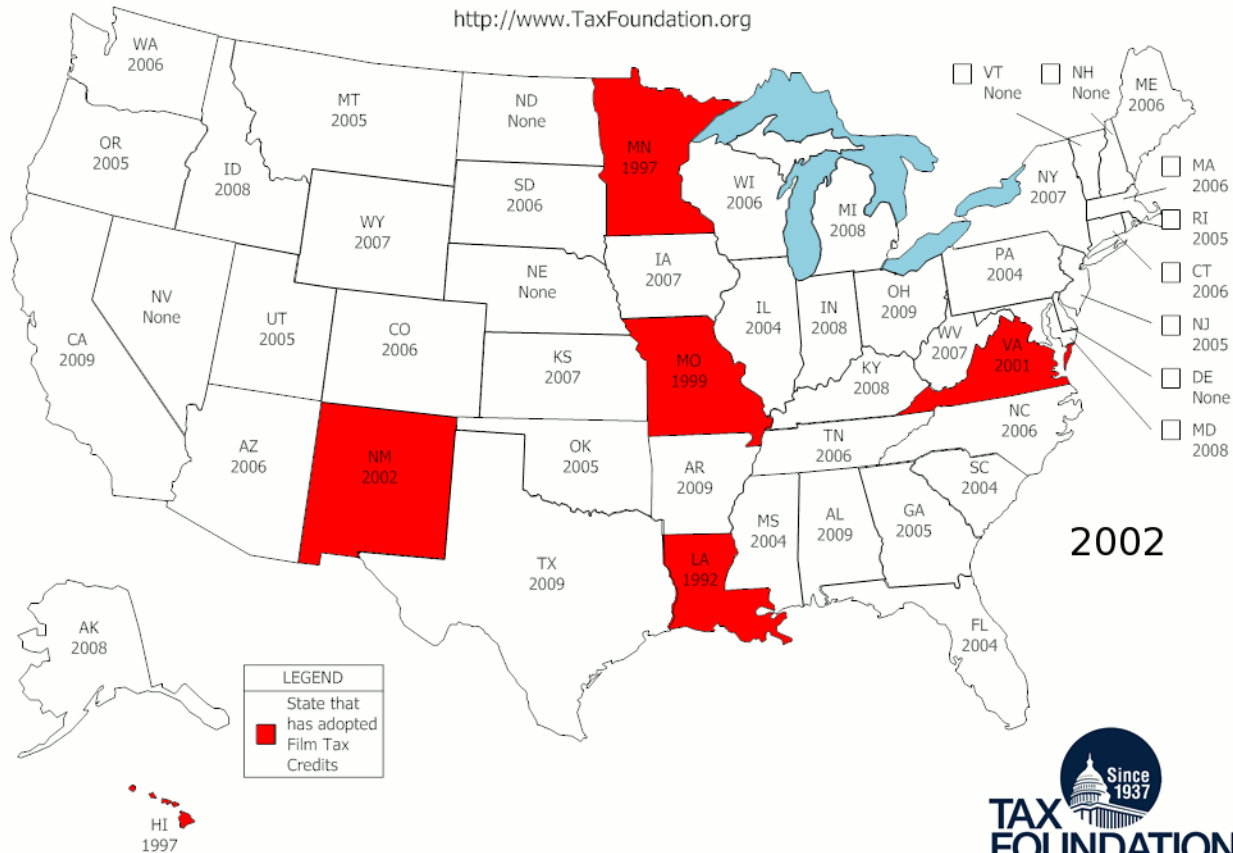 http://www.TaxFoundation.org
WA
2006
MT
2005
ND
None
MN
1997
VT
None
NH
None
ME
2006
OR
2005
ID
2008
SD
2006
WI
2006
MI
2008
NY
2007
MA
2006
WY
2007
RI
2005
IA
2007
PA
2004
CT
2006
NV
None
NE
None
IL
2004
IN
2008
OH
2009
NJ
2005
CA
2009
UT
2005
CO
2006
KS
2007
MO
1999
KY
2008
WV
2007
VA
2001
DE
None
MD
2008
AZ
2006
NM
2002
OK
2005
AR
2009
TN
2006
NC
2006
SC
2004
MS
2004
AL
2009
GA
2005
2002
TX
2009
LA
1992
FL
2004
AK
2008
HI
1997
LEGEND
State that
has adopted
Film Tax
Credits
Since
1937
TAX
FOUNDATION